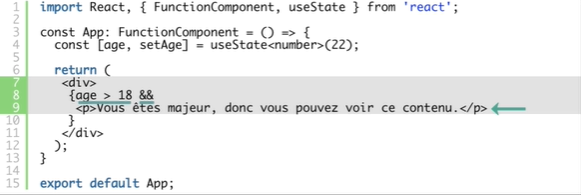 1 import React, { FunctionComponent, useState } from 'react';
2
3 const App: FunctionComponent = () => {
4 const [age, setAge] = useState<number>(22);
5
6 return (
7 <div>
8 {age > 18 &&
9 <p>Vous êtes majeur, donc vous pouvez voir ce contenu.</p>
10 }
11 </div>
12 );
13 }
14
15 export default App;